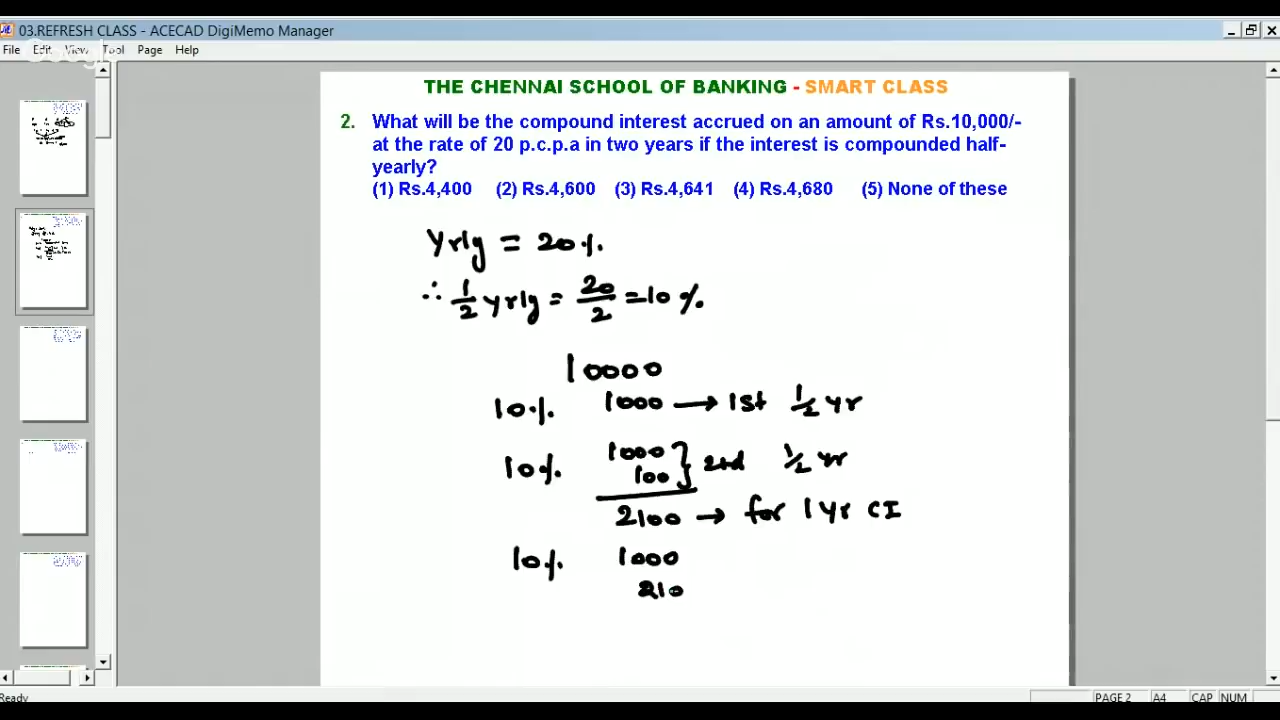 03.REFRESH CLASS - ACECAD DigiMemo Manager
File Edit View Tool Page Help
Google
THE CHENNAI SCHOOL OF BANKING - SMART CLASS
2. What will be the compound interest accrued on an amount of Rs.10,000/-
at the rate of 20 p.c.p.a in two years if the interest is compounded half-
yearly?
(1) Rs.4,400 (2) Rs.4,600 (3) Rs.4,641 (4) Rs.4,680 (5) None of these
Yrly = 20%
∴ 1/2 yrly = 20/2 = 10%
10000
10% 1000 → 1st 1/2 yr
10% 1000
100 } 2nd 1/2 yr
2100 → for 1 yr CI
10% 1000
210
Ready PAGE 2 A4 CAP NUM